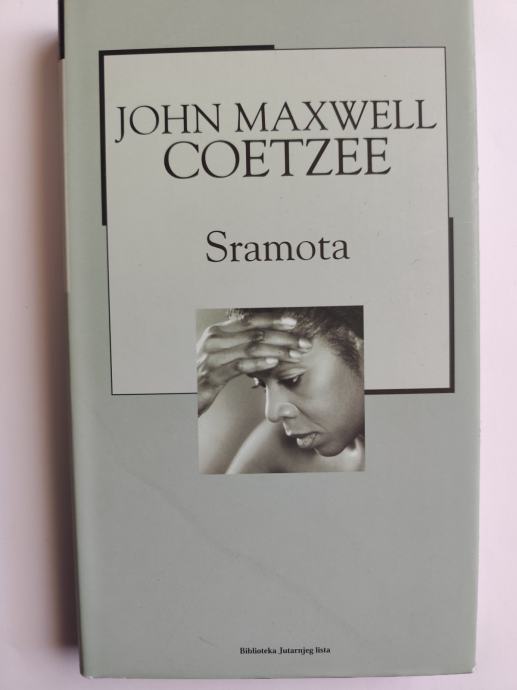 JOHN MAXWELL
COETZEE
Sramota
Biblioteka Jutarnjeg lista